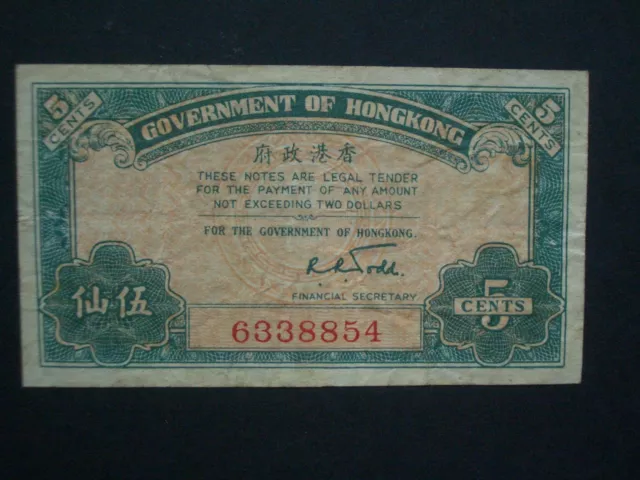 5 CENTS
GOVERNMENT OF HONGKONG
5 CENTS
府政港香
THESE NOTES ARE LEGAL TENDER
FOR THE PAYMENT OF ANY AMOUNT
NOT EXCEEDING TWO DOLLARS
FOR THE GOVERNMENT OF HONGKONG.
R.R. Todd.
FINANCIAL SECRETARY
仙伍
5 CENTS
6338854